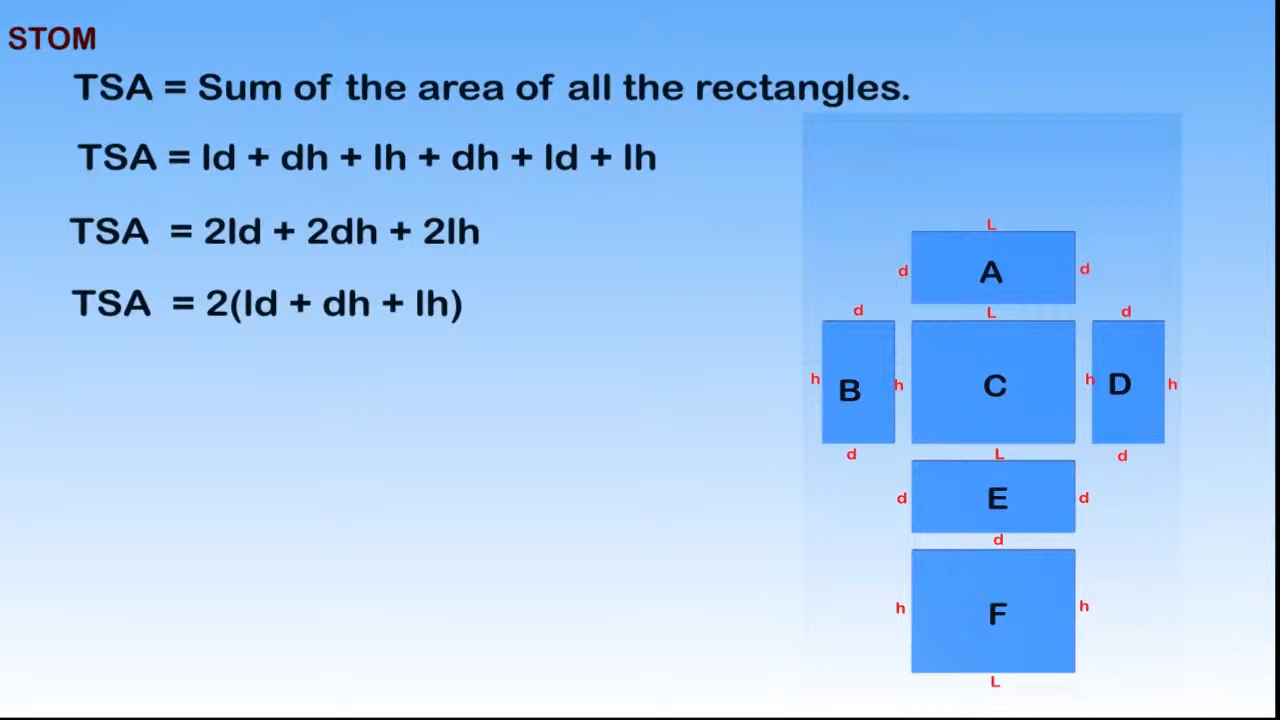 STOM
TSA = Sum of the area of all the rectangles.
TSA = ld + dh + lh + dh + ld + lh
TSA = 2ld + 2dh + 2lh
TSA = 2(ld + dh + lh)
L
d A d
d L d
h B h C h D h
d L d
d E d
d
h F h
L